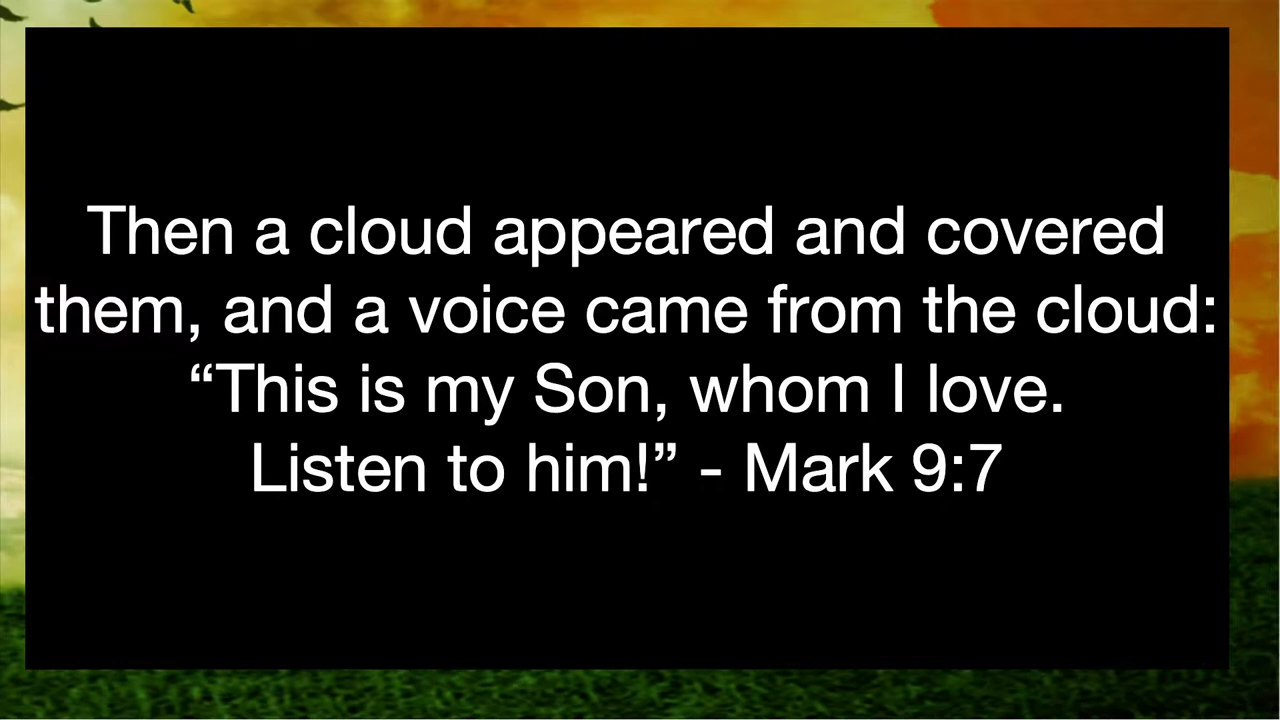 Then a cloud appeared and covered
them, and a voice came from the cloud:
“This is my Son, whom I love.
Listen to him!” - Mark 9:7